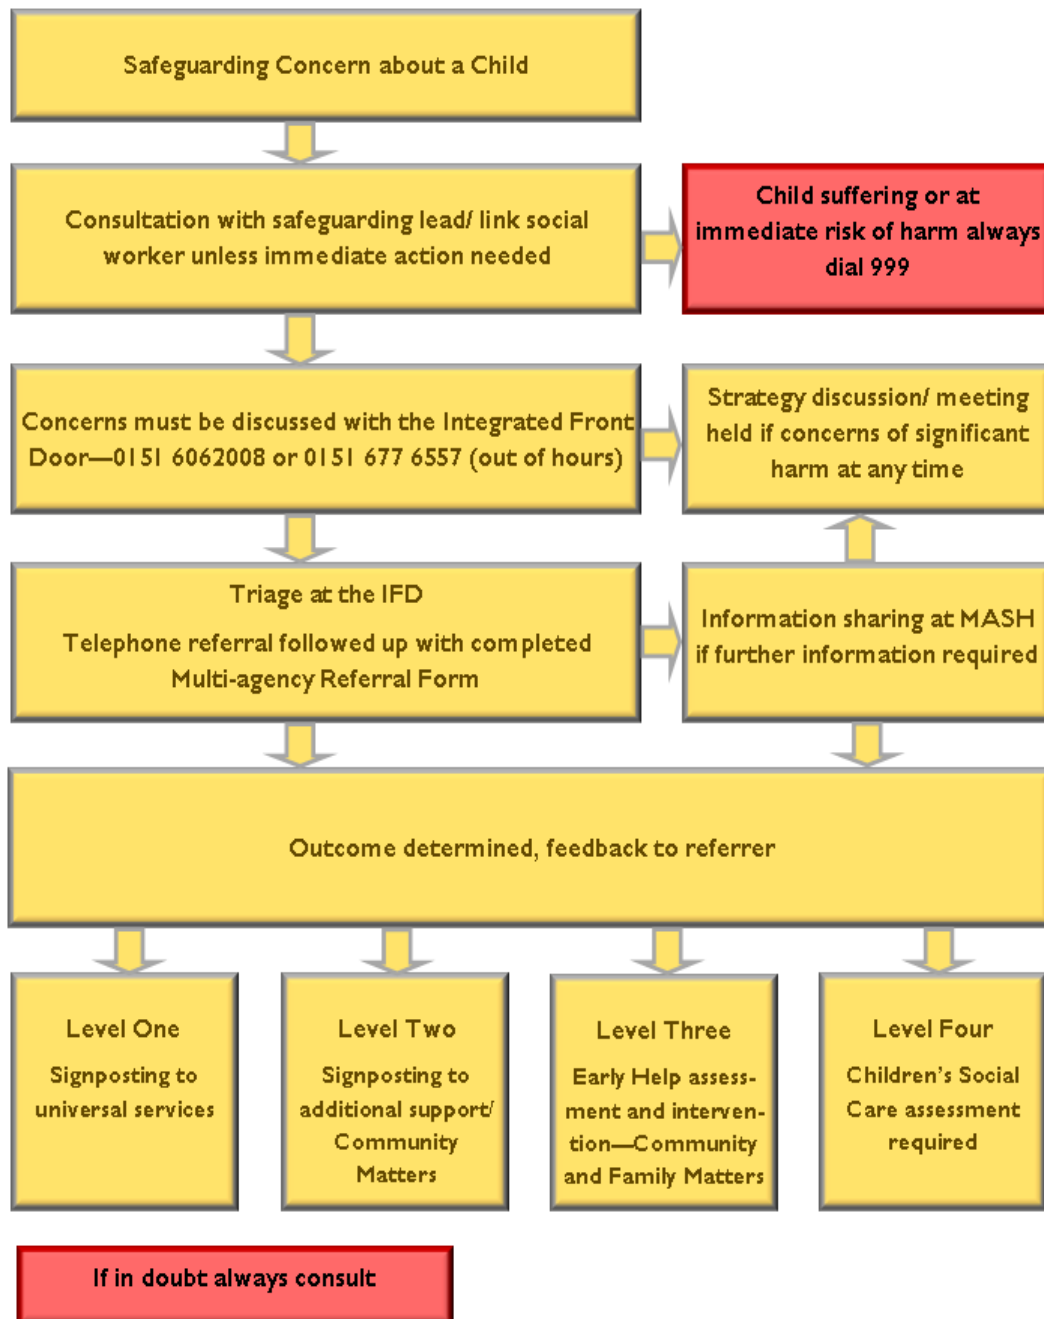 Safeguarding Concern about a Child
Consultation with safeguarding lead/ link social
worker unless immediate action needed
Child suffering or at
immediate risk of harm always
dial 999
Concerns must be discussed with the Integrated Front
Door—0151 6062008 or 0151 677 6557 (out of hours)
Strategy discussion/ meeting
held if concerns of significant
harm at any time
Triage at the IFD
Telephone referral followed up with completed
Multi-agency Referral Form
Information sharing at MASH
if further information required
Outcome determined, feedback to referrer
Level One
Signposting to
universal services
Level Two
Signposting to
additional support/
Community
Matters
Level Three
Early Help assess-
ment and interven-
tion—Community
and Family Matters
Level Four
Children's Social
Care assessment
required
If in doubt always consult